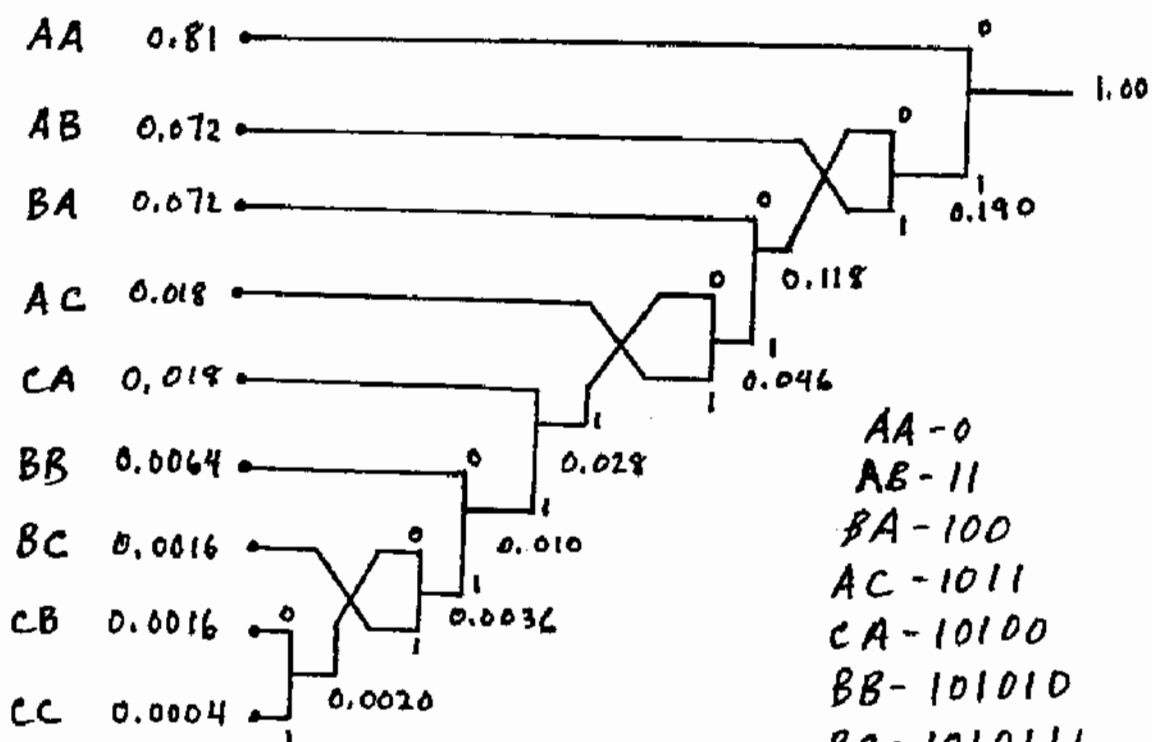 AA 0.81 0
1.00
AB 0.072 0
1
BA 0.072 0 1 0.190
AC 0.018 0 0.118
1
CA 0.018 1 0.046
1 0.028
BB 0.0064 0
1
BC 0.0016 0 0.010
1
CB 0.0016 0 1 0.0036
0.0020
CC 0.0004
1
AA - 0
AB - 11
BA - 100
AC - 1011
CA - 10100
BB - 101010